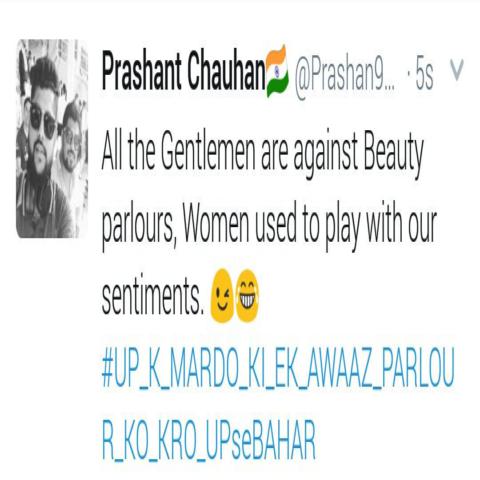 Prashant Chauhan🇮🇳 @Prashan9... · 5s
All the Gentlemen are against Beauty
parlours, Women used to play with our
sentiments. 😉😂
#UP_K_MARDO_KI_EK_AWAAZ_PARLOU
R_KO_KRO_UPseBAHAR